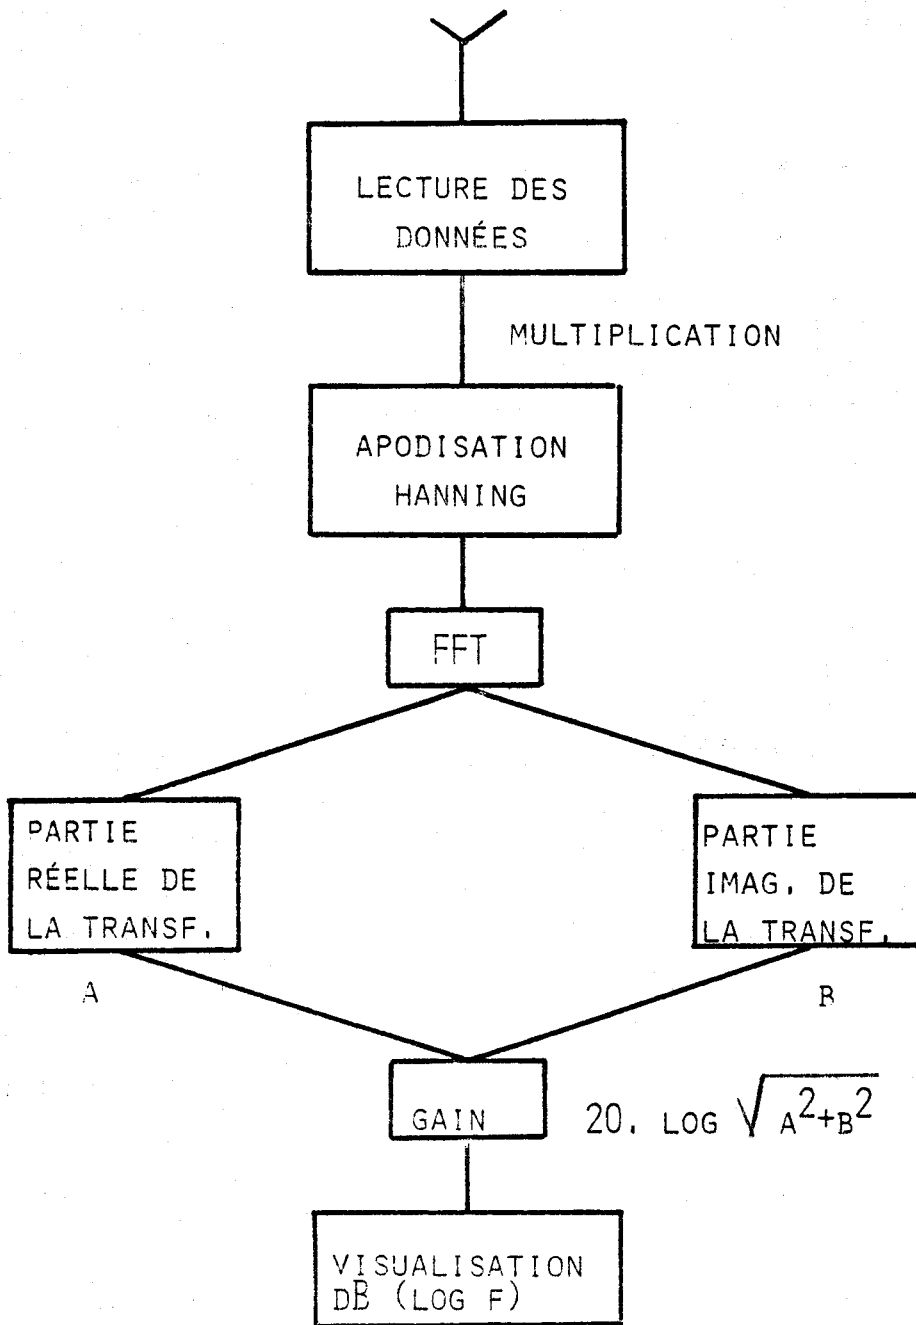 LECTURE DES
DONNÉES
MULTIPLICATION
APODISATION
HANNING
FFT
PARTIE
RÉELLE DE
LA TRANSF.
PARTIE
IMAG. DE
LA TRANSF.
A
B
GAIN
20. LOG √A²+B²
VISUALISATION
DB (LOG F)